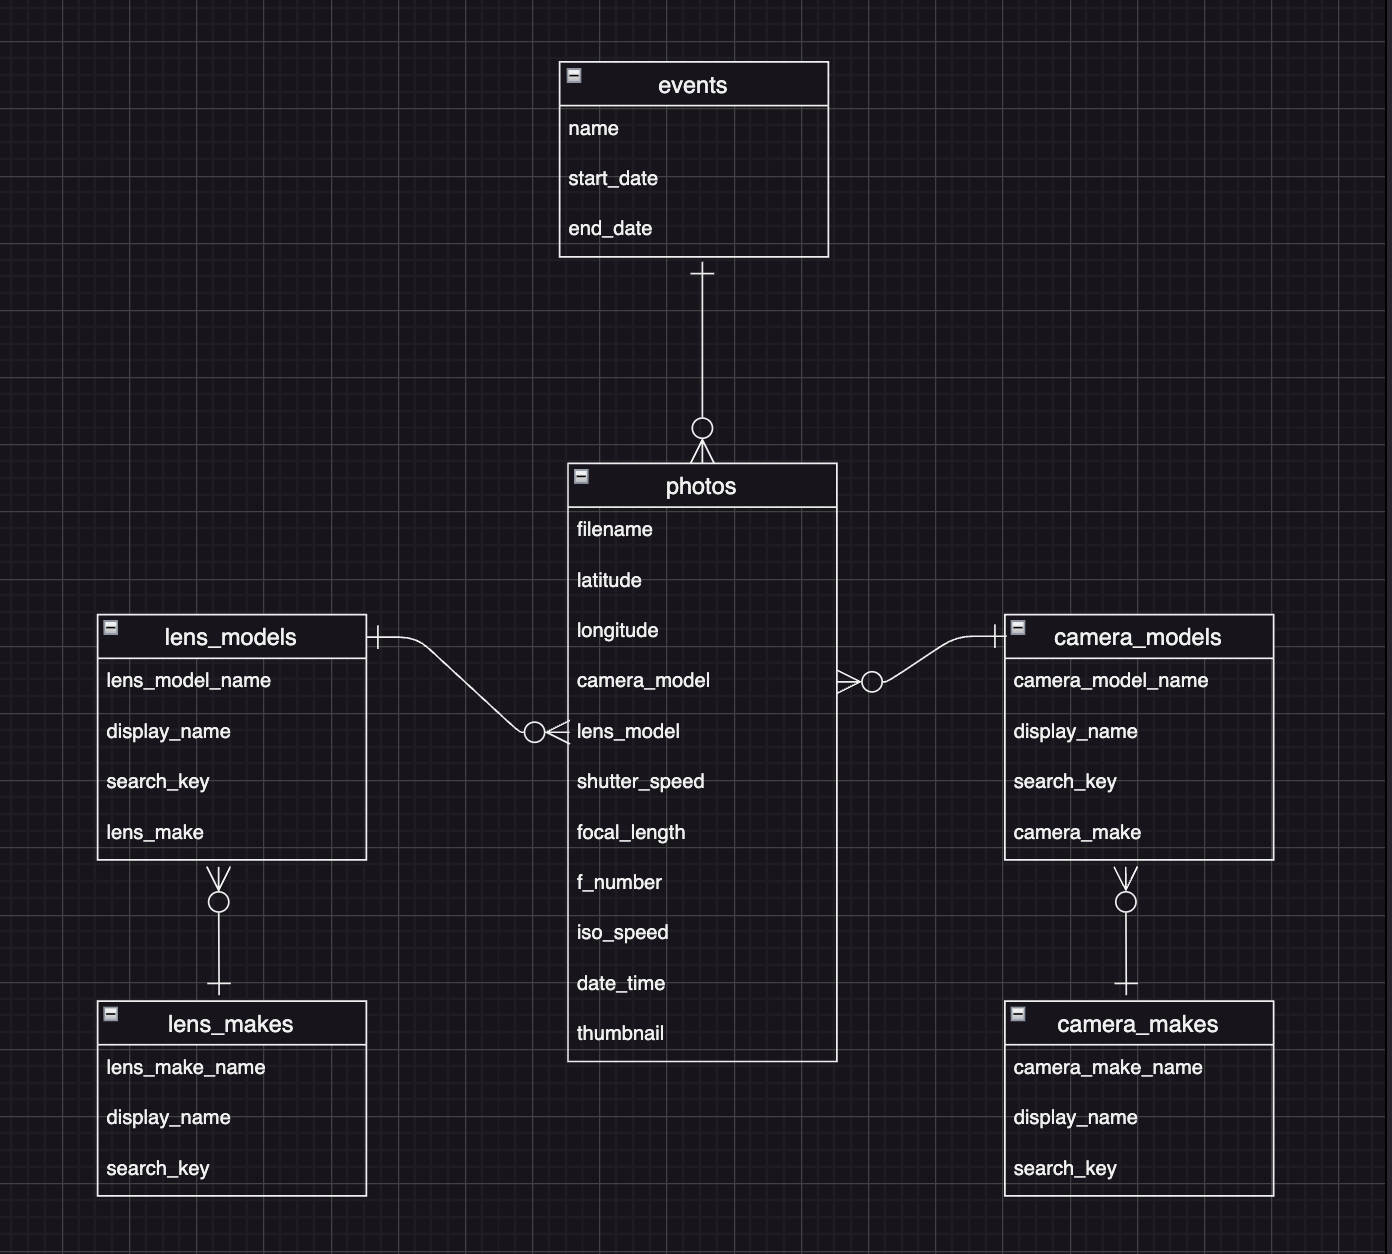 events
name
start_date
end_date
photos
filename
latitude
longitude
camera_model
lens_model
shutter_speed
focal_length
f_number
iso_speed
date_time
thumbnail
lens_models
lens_model_name
display_name
search_key
lens_make
camera_models
camera_model_name
display_name
search_key
camera_make
lens_makes
lens_make_name
display_name
search_key
camera_makes
camera_make_name
display_name
search_key